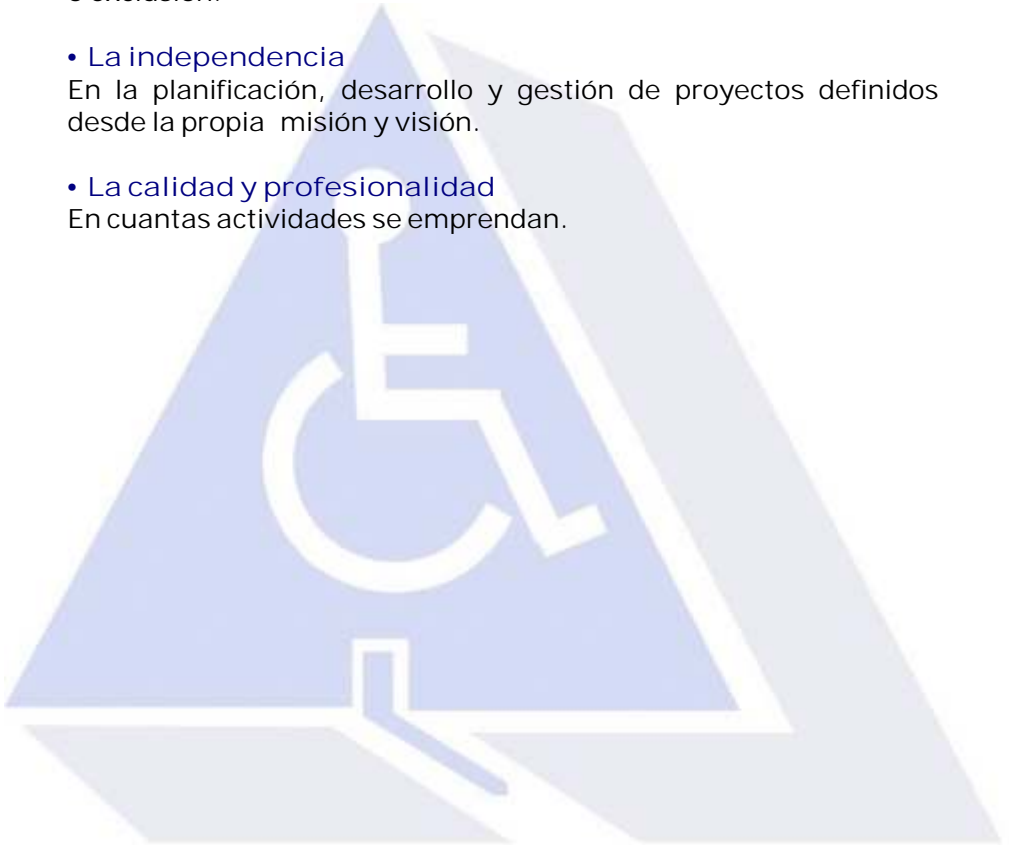 o exclusión.
• La independencia
En la planificación, desarrollo y gestión de proyectos definidos
desde la propia misión y visión.
• La calidad y profesionalidad
En cuantas actividades se emprendan.